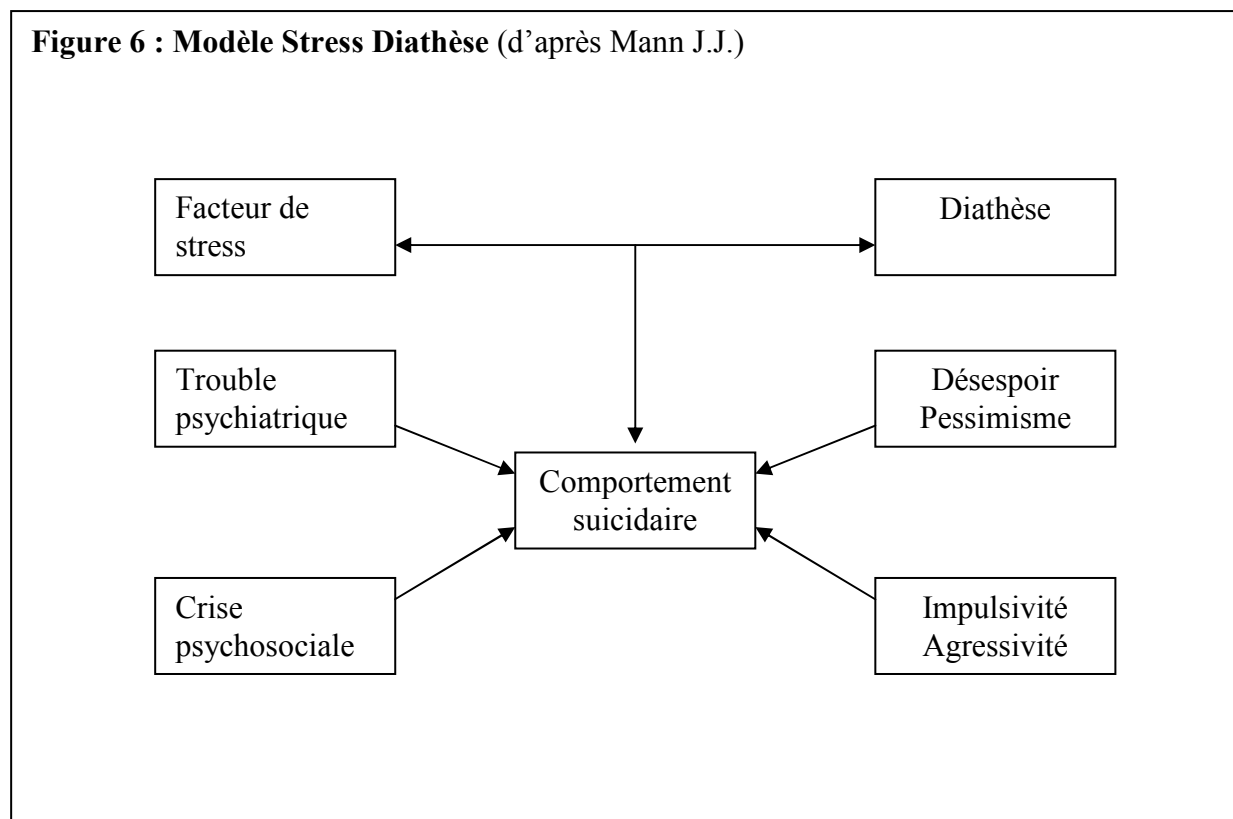 Figure 6 : Modèle Stress Diathèse (d'après Mann J.J.)
Facteur de
stress
Diathèse
Trouble
psychiatrique
Désespoir
Pessimisme
Comportement
suicidaire
Crise
psychosociale
Impulsivité
Agressivité